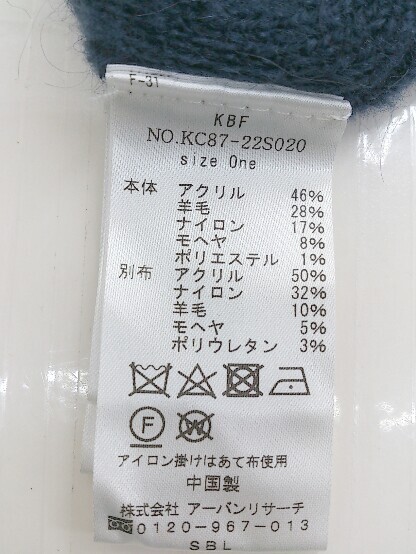 F-31
KBF
NO.KC87-22S020
size One
本体 アクリル 46%
羊毛 28%
ナイロン 17%
モヘヤ 8%
ポリエステル 1%
別布 アクリル 50%
ナイロン 32%
羊毛 10%
モヘヤ 5%
ポリウレタン 3%
F
W
アイロン掛けはあて布使用
中国製
株式会社 アーバンリサーチ
0120-967-013
SBL